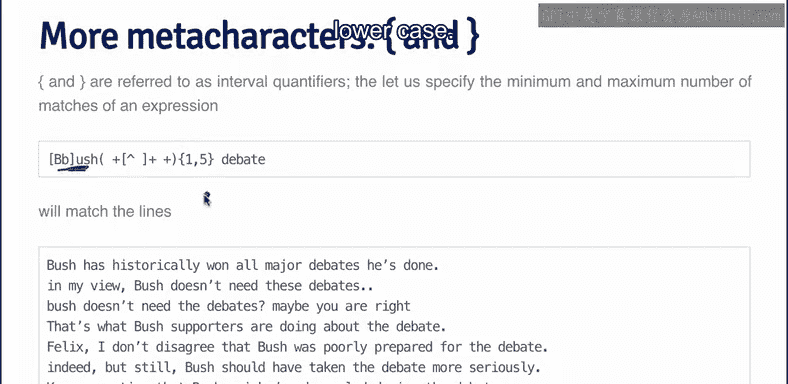 More metacharacters: { and }
lower case.
{ and } are referred to as interval quantifiers; the let us specify the minimum and maximum number of
matches of an expression
[Bb]ush( +[^ ]+ +){1,5} debate
will match the lines
Bush has historically won all major debates he's done.
in my view, Bush doesn't need these debates..
bush doesn't need the debates? maybe you are right
That's what Bush supporters are doing about the debate.
Felix, I don't disagree that Bush was poorly prepared for the debate.
indeed, but still, Bush should have taken the debate more seriously.